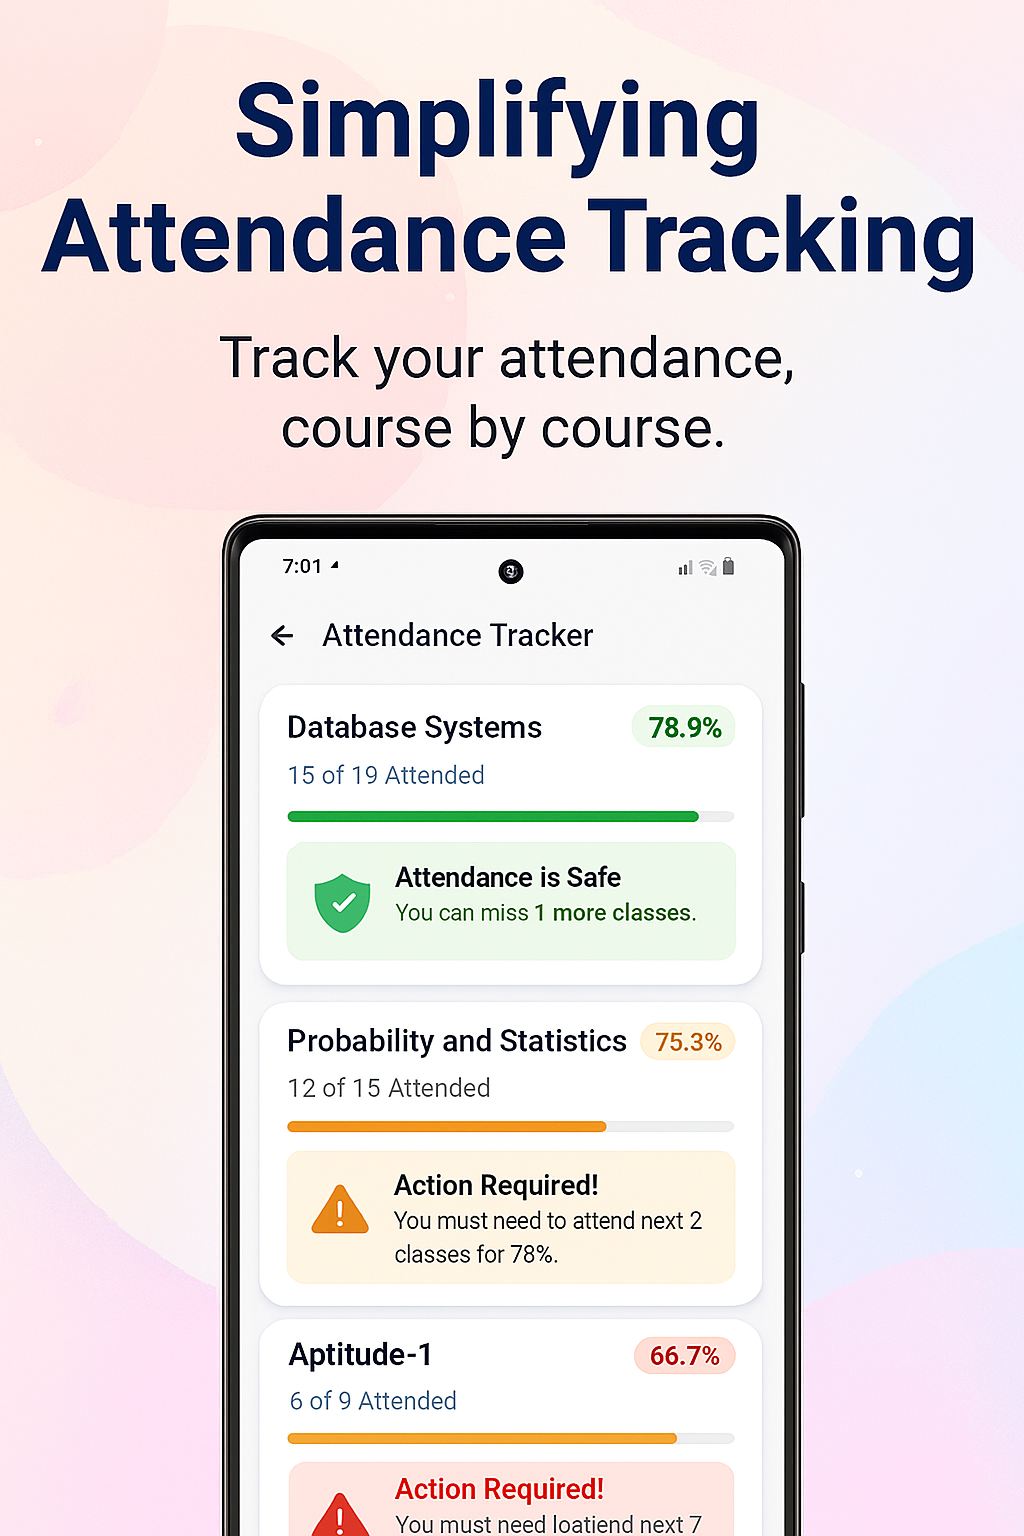 Simplifying
Attendance Tracking
Track your attendance,
course by course.
7:01
Attendance Tracker
Database Systems 78.9%
15 of 19 Attended
Attendance is Safe
You can miss 1 more classes.
Probability and Statistics 75.3%
12 of 15 Attended
Action Required!
You must need to attend next 2
classes for 78%.
Aptitude-1 66.7%
6 of 9 Attended
Action Required!
You must need loatiend next 7